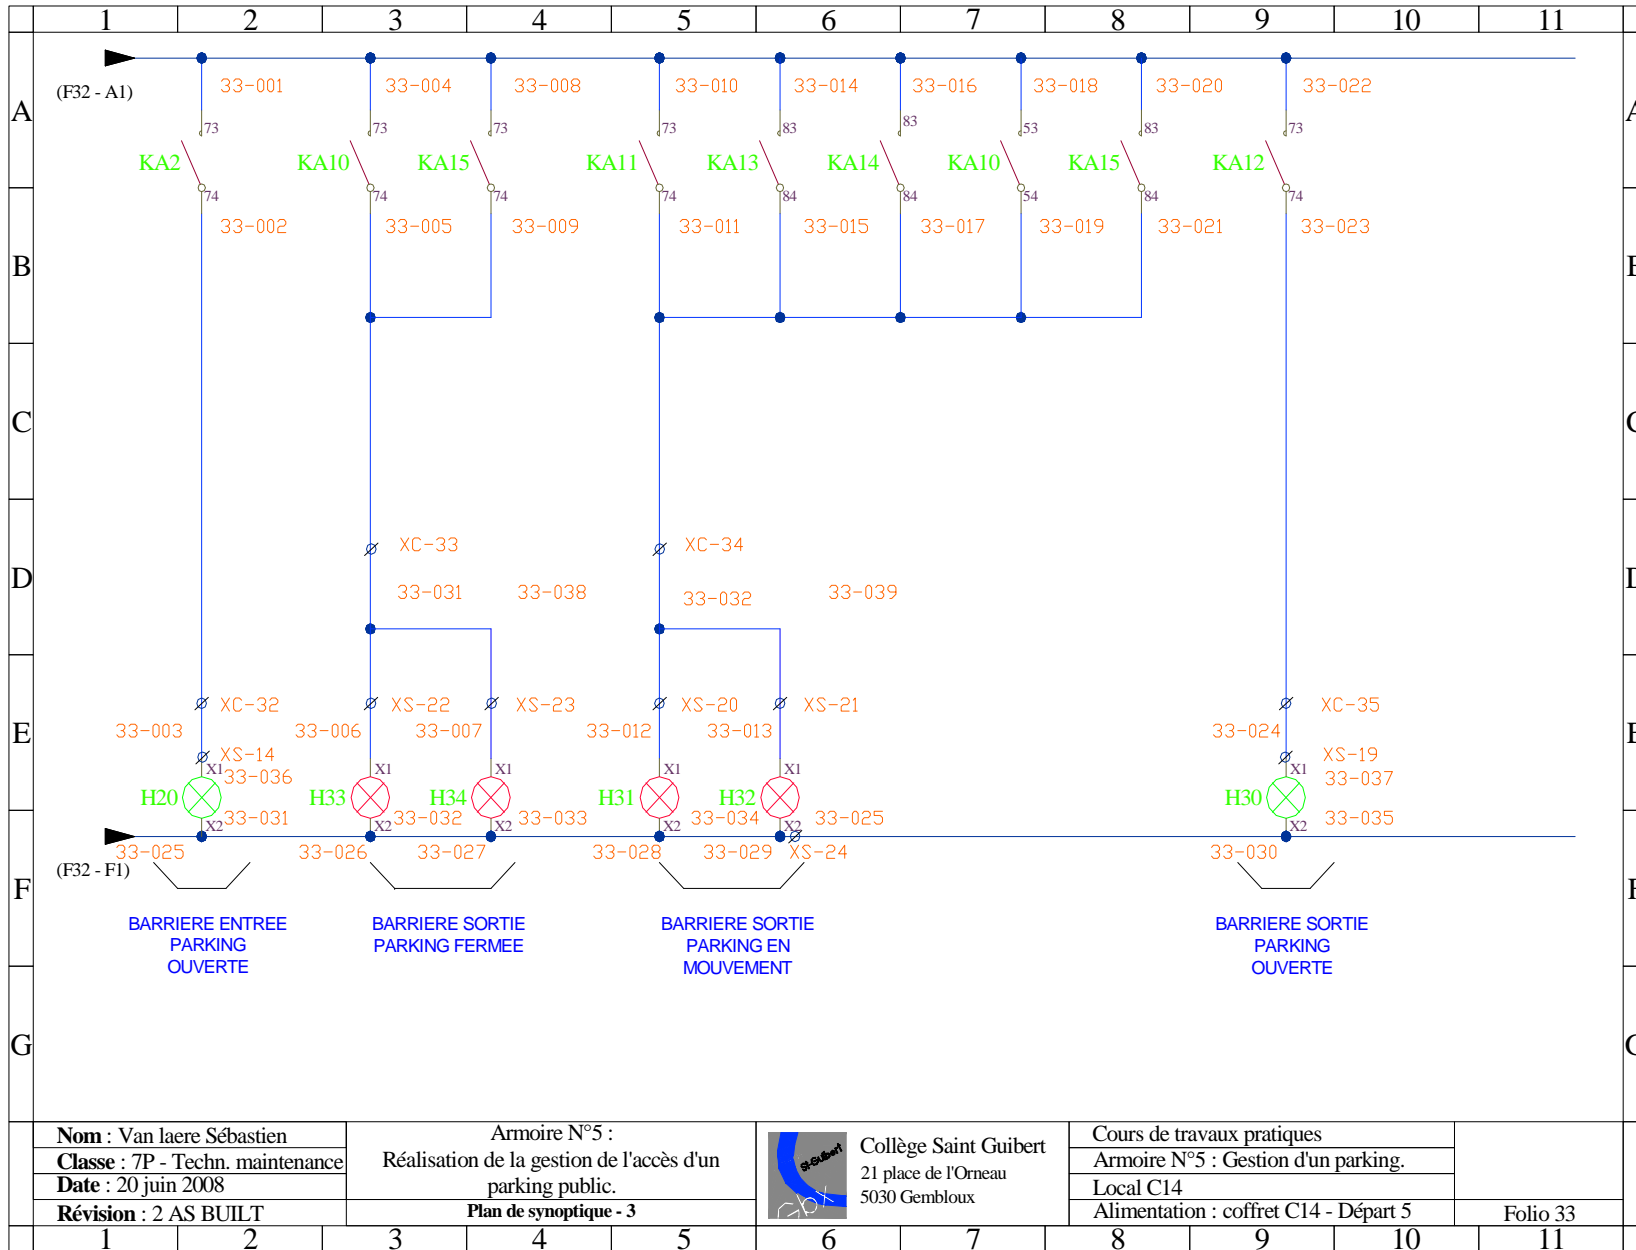 1 2 3 4 5 6 7 8 9 10 11
(F32 - A1)
33-001 33-004 33-008 33-010 33-014 33-016 33-018 33-020 33-022
A A
73 73 73 73 83 83 53 83 73
KA2 KA10 KA15 KA11 KA13 KA14 KA10 KA15 KA12
74 74 74 74 84 84 54 84 74
33-002 33-005 33-009 33-011 33-015 33-017 33-019 33-021 33-023
B B
C C
XC-33 XC-34
D D
33-031 33-038 33-032 33-039
XC-32 XS-22 XS-23 XS-20 XS-21 XC-35
E E
33-003 33-006 33-007 33-012 33-013 33-024
XS-14 XS-19
X1 X1 X1 X1 X1 X1
33-036 33-037
H20 H33 H34 H31 H32 H30
33-031 33-032 33-033 33-034 33-025 33-035
X2 X2 X2 X2 X2 X2
33-025 33-026 33-027 33-028 33-029 XS-24 33-030
(F32 - F1)
F F
BARRIERE ENTREE
PARKING
OUVERTE
BARRIERE SORTIE
PARKING FERMEE
BARRIERE SORTIE
PARKING EN
MOUVEMENT
BARRIERE SORTIE
PARKING
OUVERTE
G G
Nom : Van laere Sébastien
Classe : 7P - Techn. maintenance
Date : 20 juin 2008
Révision : 2 AS BUILT
Armoire N°5 :
Réalisation de la gestion de l'accès d'un
parking public.
Plan de synoptique - 3
St-Guibert
Collège Saint Guibert
21 place de l'Orneau
5030 Gembloux
Cours de travaux pratiques
Armoire N°5 : Gestion d'un parking.
Local C14
Alimentation : coffret C14 - Départ 5
Folio 33
1 2 3 4 5 6 7 8 9 10 11